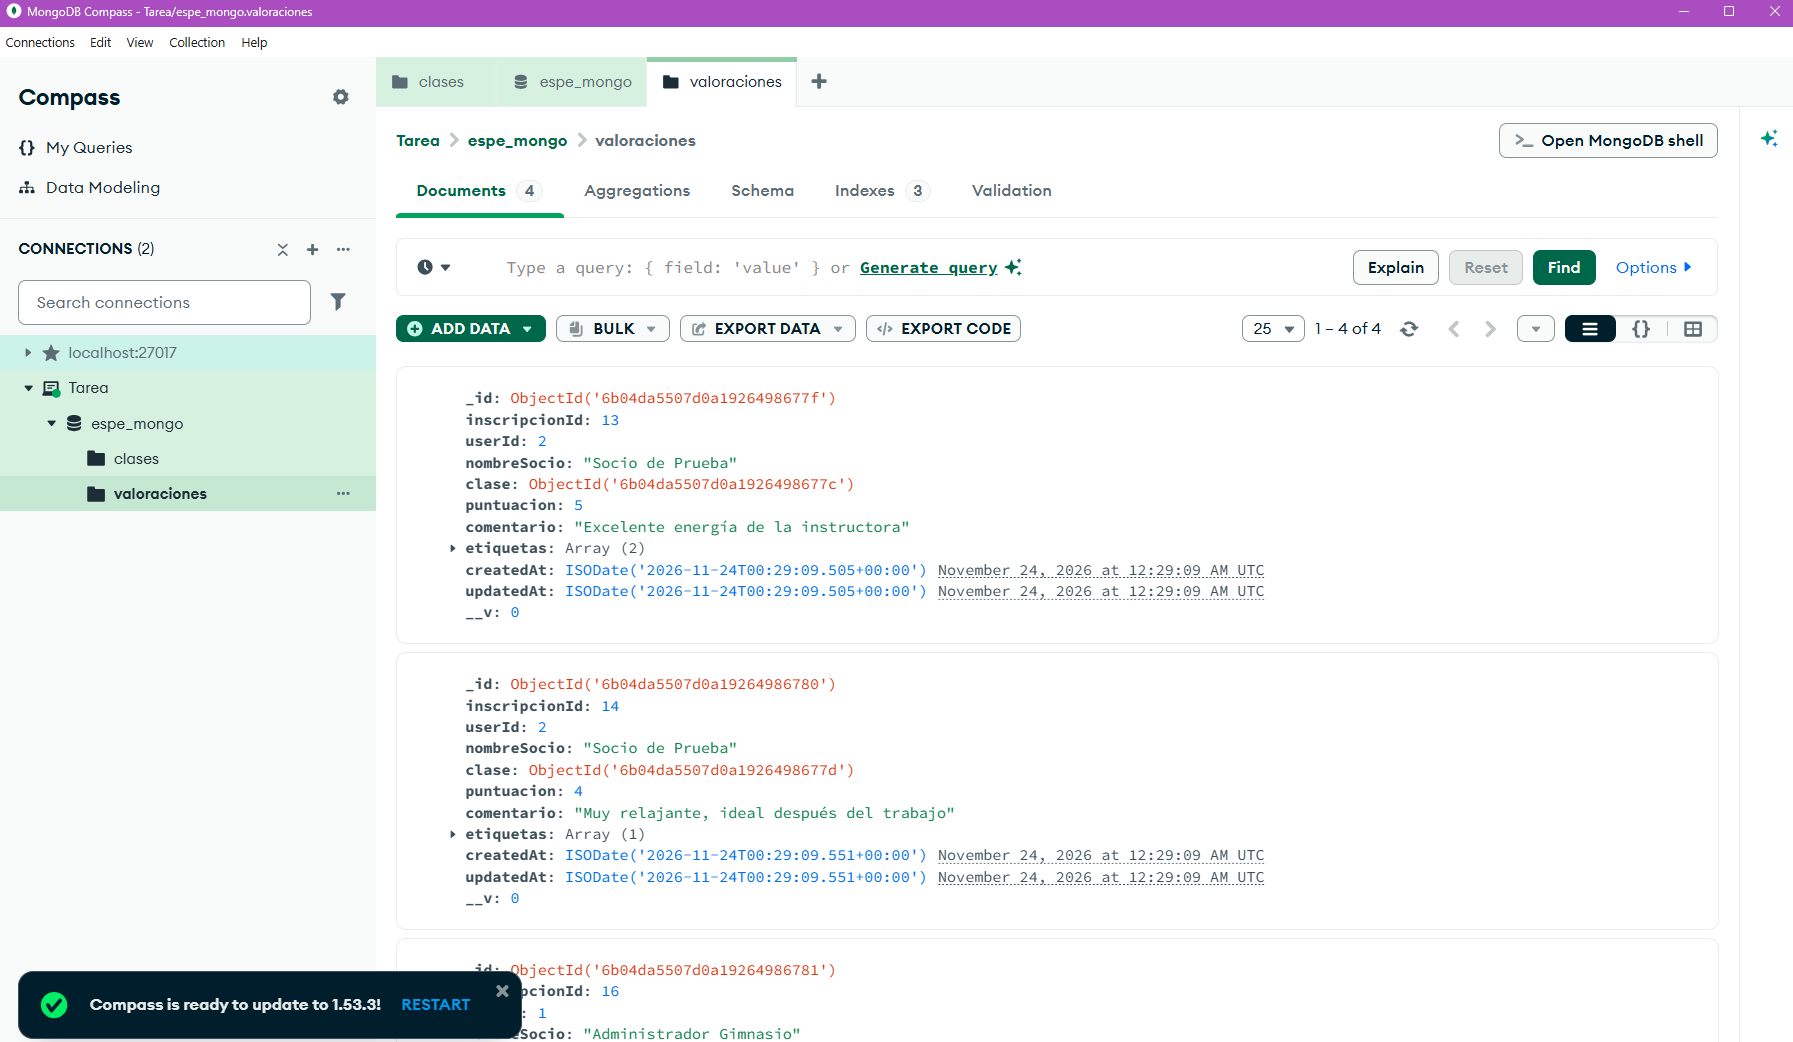 MongoDB Compass - Tarea/espe_mongo.valoraciones
Connections Edit View Collection Help
Compass
My Queries
Data Modeling
CONNECTIONS (2)
Search connections
localhost:27017
Tarea
espe_mongo
clases
valoraciones
clases espe_mongo valoraciones
Tarea espe_mongo valoraciones
>_ Open MongoDB shell
Documents 4 Aggregations Schema Indexes 3 Validation
Type a query: { field: 'value' } or Generate query
Explain Reset Find Options
ADD DATA BULK EXPORT DATA EXPORT CODE
25 1 – 4 of 4
_id: ObjectId('6b04da5507d0a1926498677f')
inscripcionId: 13
userId: 2
nombreSocio: "Socio de Prueba"
clase: ObjectId('6b04da5507d0a1926498677c')
puntuacion: 5
comentario: "Excelente energía de la instructora"
etiquetas: Array (2)
createdAt: ISODate('2026-11-24T00:29:09.505+00:00') November 24, 2026 at 12:29:09 AM UTC
updatedAt: ISODate('2026-11-24T00:29:09.505+00:00') November 24, 2026 at 12:29:09 AM UTC
__v: 0
_id: ObjectId('6b04da5507d0a19264986780')
inscripcionId: 14
userId: 2
nombreSocio: "Socio de Prueba"
clase: ObjectId('6b04da5507d0a1926498677d')
puntuacion: 4
comentario: "Muy relajante, ideal después del trabajo"
etiquetas: Array (1)
createdAt: ISODate('2026-11-24T00:29:09.551+00:00') November 24, 2026 at 12:29:09 AM UTC
updatedAt: ISODate('2026-11-24T00:29:09.551+00:00') November 24, 2026 at 12:29:09 AM UTC
__v: 0
_id: ObjectId('6b04da5507d0a19264986781')
pcionId: 16
: 1
eSocio: "Administrador Gimnasio"
Compass is ready to update to 1.53.3! RESTART